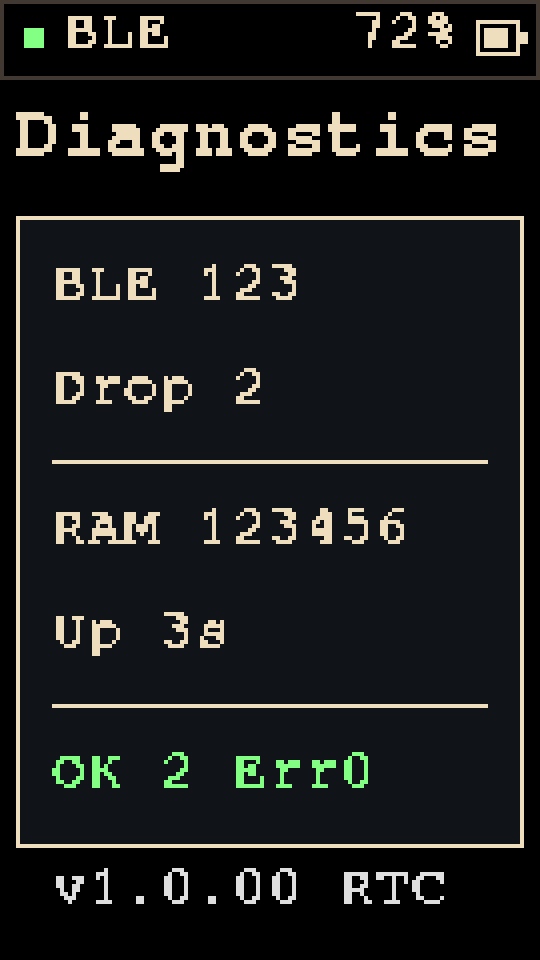 BLE 72%
Diagnostics
BLE 123
Drop 2
RAM 123456
Up 3s
OK 2 Err0
v1.0.00 RTC